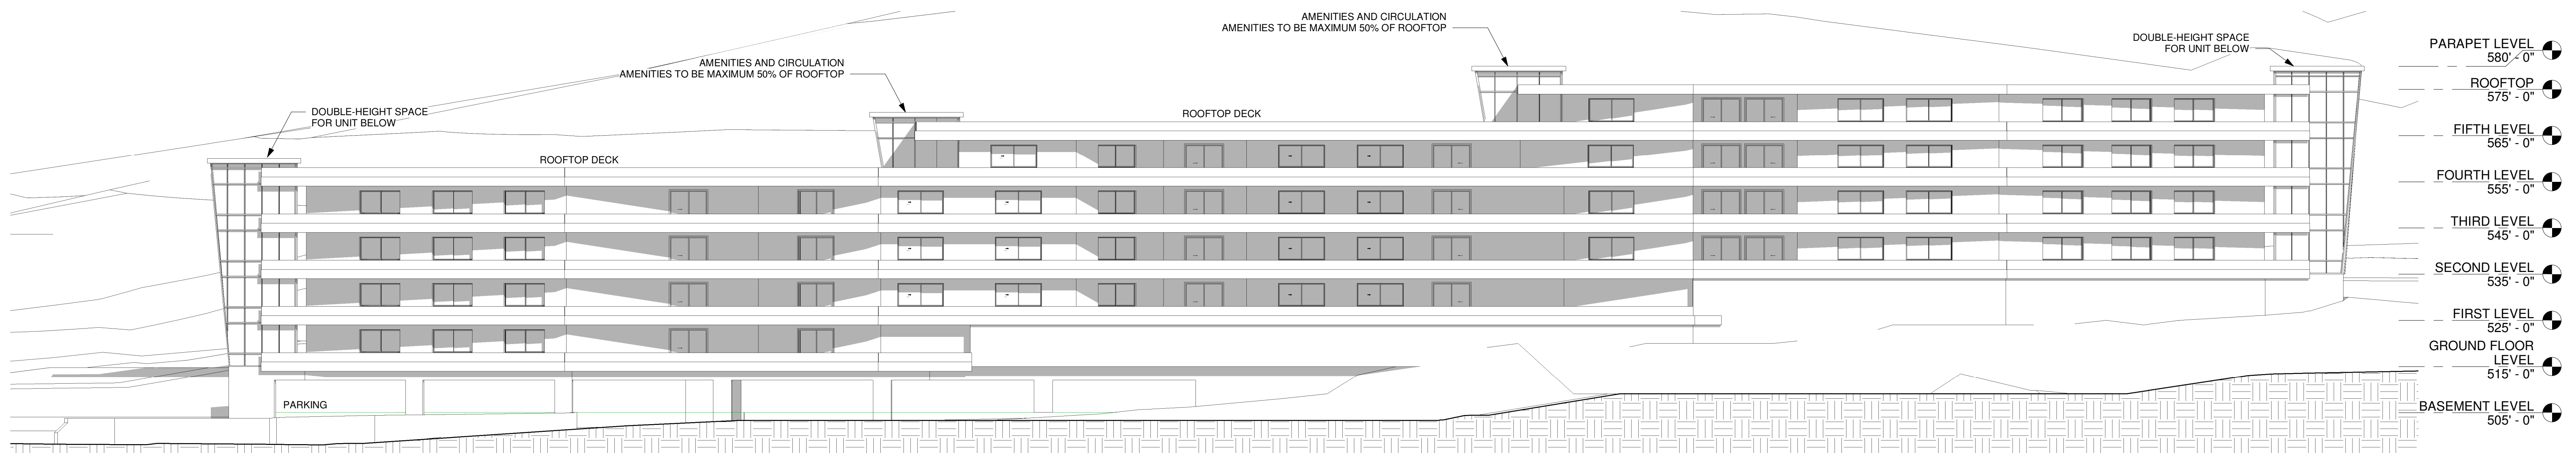 AMENITIES AND CIRCULATION
AMENITIES TO BE MAXIMUM 50% OF ROOFTOP
DOUBLE-HEIGHT SPACE
FOR UNIT BELOW
PARAPET LEVEL
580' - 0"
AMENITIES AND CIRCULATION
AMENITIES TO BE MAXIMUM 50% OF ROOFTOP
ROOFTOP
575' - 0"
DOUBLE-HEIGHT SPACE
FOR UNIT BELOW
ROOFTOP DECK
FIFTH LEVEL
565' - 0"
ROOFTOP DECK
FOURTH LEVEL
555' - 0"
THIRD LEVEL
545' - 0"
SECOND LEVEL
535' - 0"
FIRST LEVEL
525' - 0"
GROUND FLOOR
LEVEL
515' - 0"
PARKING
BASEMENT LEVEL
505' - 0"